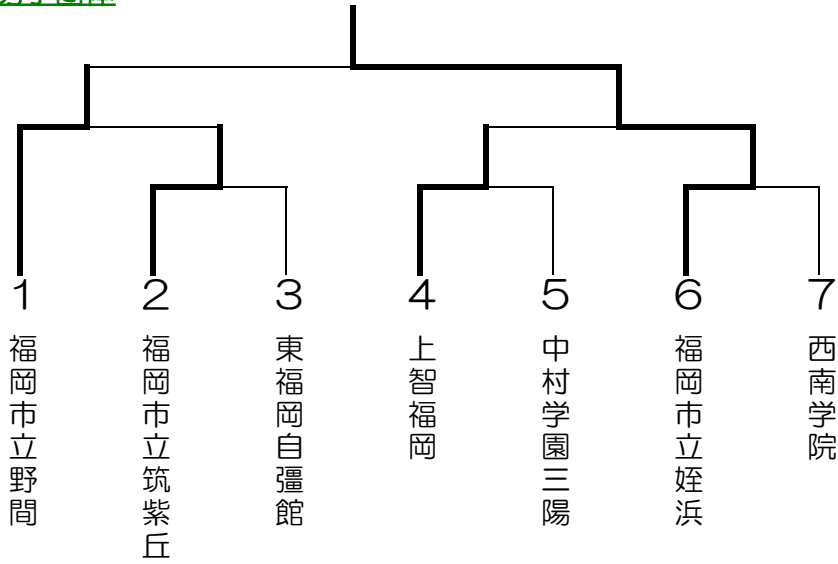 1
2
3
4
5
6
7
福岡市立野間
福岡市立筑紫丘
東福岡自彊館
上智福岡
中村学園三陽
福岡市立姪浜
西南学院